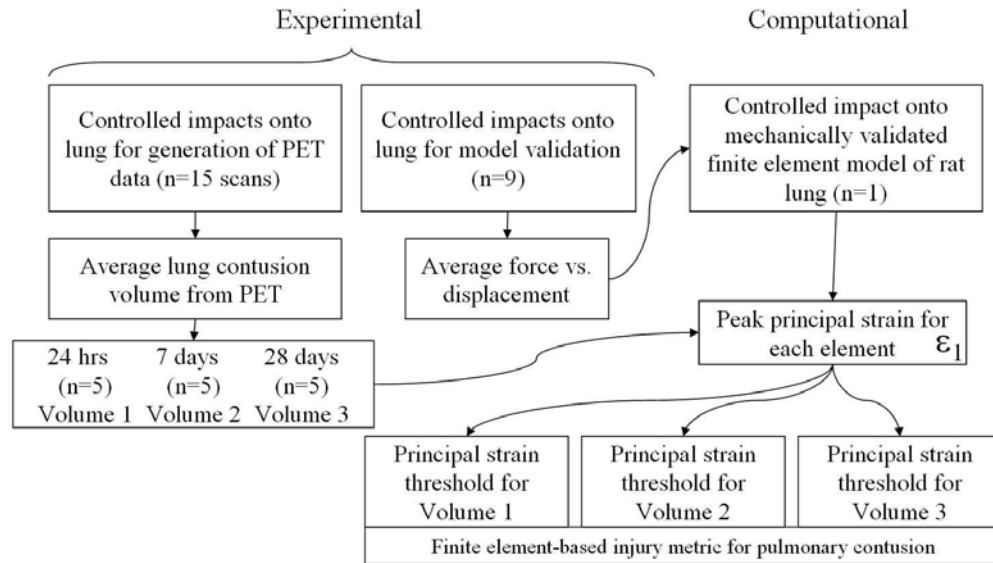 Experimental
Computational
Controlled impacts onto
lung for generation of PET
data (n=15 scans)
Controlled impacts onto
lung for model validation
(n=9)
Controlled impact onto
mechanically validated
finite element model of rat
lung (n=1)
Average lung contusion
volume from PET
Average force vs.
displacement
Peak principal strain for
each element ε1
24 hrs 7 days 28 days
(n=5) (n=5) (n=5)
Volume 1 Volume 2 Volume 3
Principal strain
threshold for
Volume 1
Principal strain
threshold for
Volume 2
Principal strain
threshold for
Volume 3
Finite element-based injury metric for pulmonary contusion